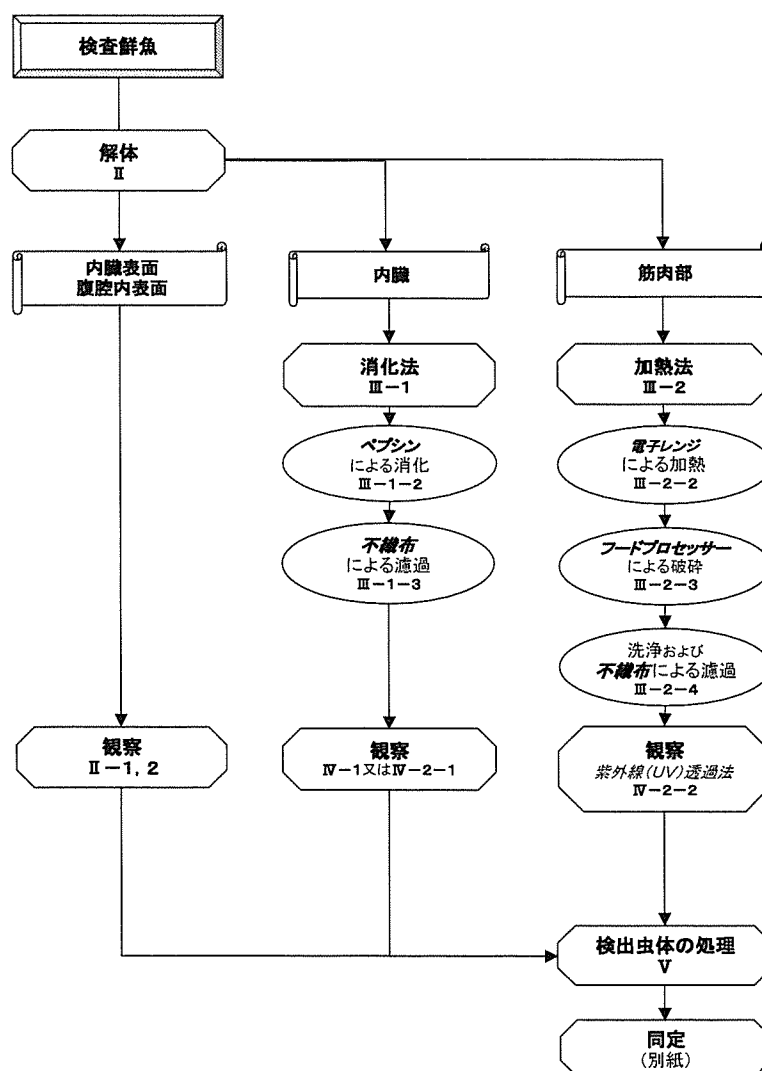 検査鮮魚
解体
Ⅱ
内臓表面
腹腔内表面
内臓
筋肉部
消化法
Ⅲ－1
加熱法
Ⅲ－2
ペプシン
による消化
Ⅲ－1－2
電子レンジ
による加熱
Ⅲ－2－2
不織布
による濾過
Ⅲ－1－3
フードプロセッサー
による破砕
Ⅲ－2－3
洗浄および
不織布による濾過
Ⅲ－2－4
観察
Ⅱ－1, 2
観察
Ⅳ－1又はⅣ－2－1
観察
紫外線(UV)透過法
Ⅳ－2－2
検出虫体の処理
Ⅴ
同定
(別紙)